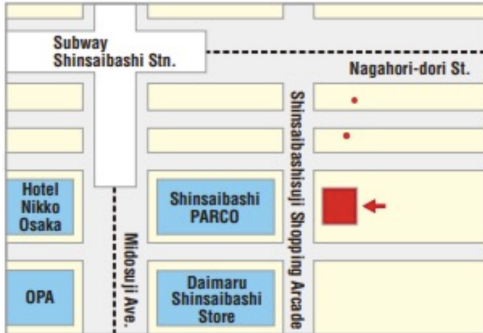 Subway
Shinsaibashi Stn.
Nagahori-dori St.
Shinsaibashisuji Shopping Arcade
Hotel
Nikko
Osaka
Shinsaibashi
PARCO
Midosuji Ave.
OPA
Daimaru
Shinsaibashi
Store